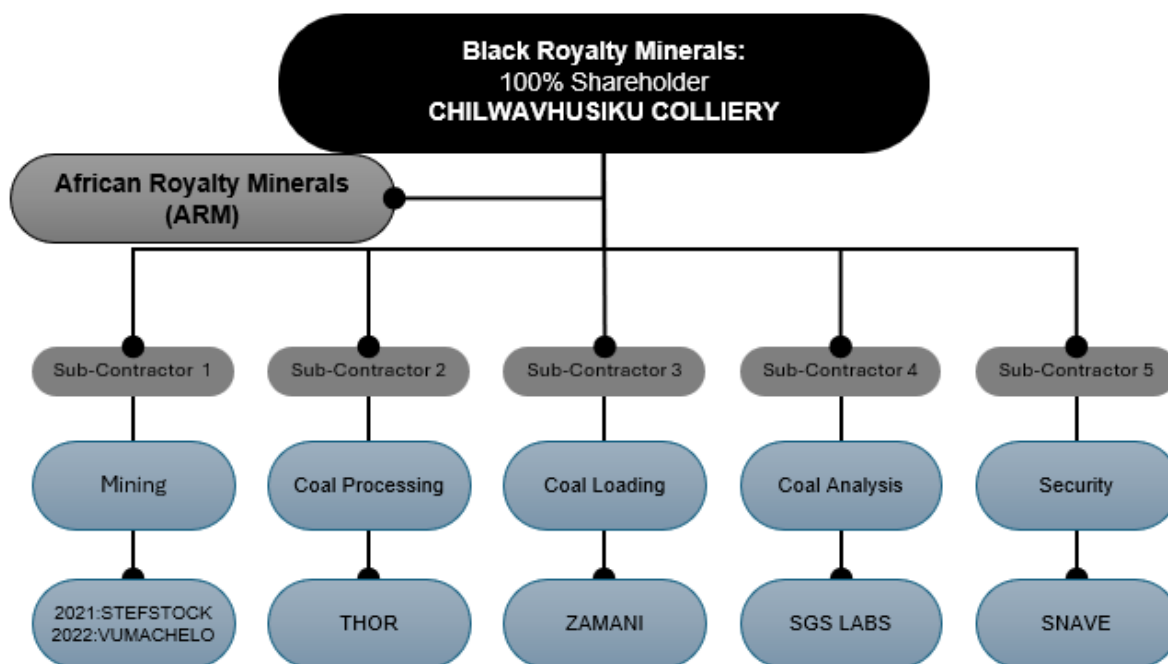 Black Royalty Minerals:
100% Shareholder
CHILWAVHUSIKU COLLIERY
African Royalty Minerals
(ARM)
Sub-Contractor 1
Sub-Contractor 2
Sub-Contractor 3
Sub-Contractor 4
Sub-Contractor 5
Mining
Coal Processing
Coal Loading
Coal Analysis
Security
2021:STEFSTOCK
2022:VUMACHELO
THOR
ZAMANI
SGS LABS
SNAVE